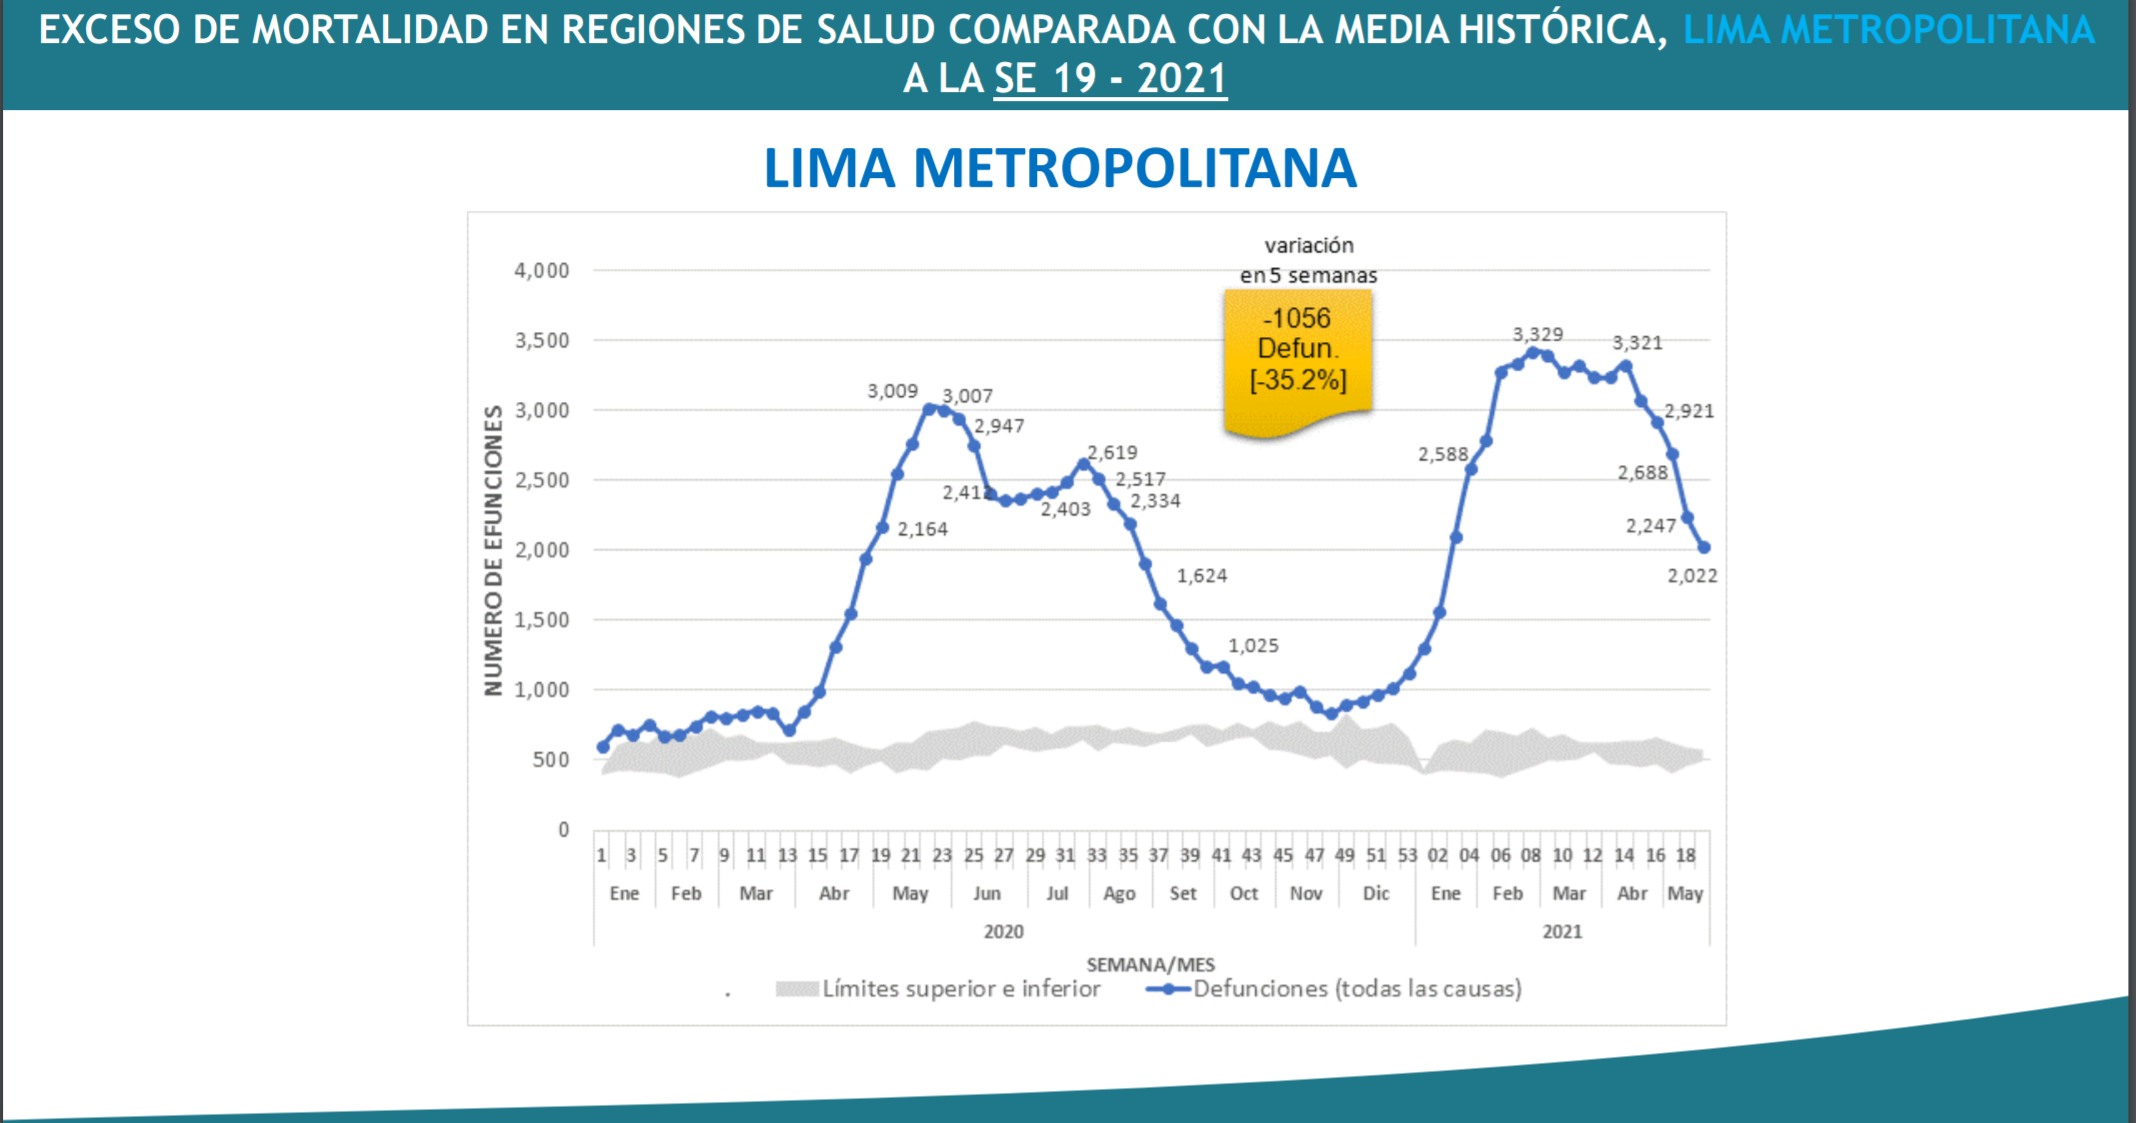 EXCESO DE MORTALIDAD EN REGIONES DE SALUD COMPARADA CON LA MEDIA HISTÓRICA, LIMA METROPOLITANA
A LA SE 19 - 2021
LIMA METROPOLITANA
variación
en 5 semanas
-1056
Defun.
[-35.2%]
NUMERO DE EFUNCIONES
4,000
3,500
3,000
2,500
2,000
1,500
1,000
500
0
3,009
3,007
2,947
2,412
2,164
2,403
2,619
2,517
2,334
1,624
1,025
2,588
3,329
3,321
2,921
2,688
2,247
2,022
1 3 5 7 9 11 13 15 17 19 21 23 25 27 29 31 33 35 37 39 41 43 45 47 49 51 53 02 04 06 08 10 12 14 16 18
Ene Feb Mar Abr May Jun Jul Ago Set Oct Nov Dic Ene Feb Mar Abr May
2020 2021
SEMANA/MES
. Límites superior e inferior Defunciones (todas las causas)